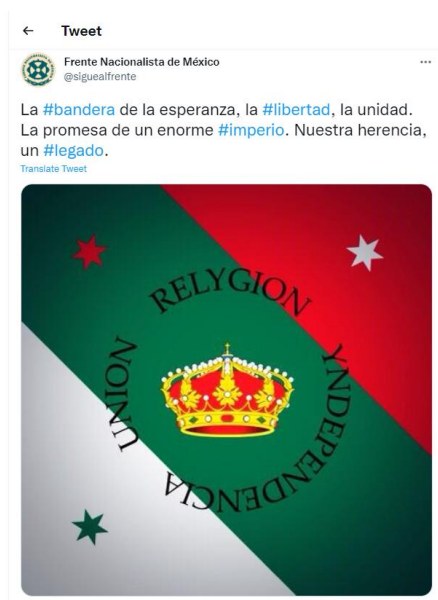 Tweet
Frente Nacionalista de México
@siguealfrente
La #bandera de la esperanza, la #libertad, la unidad.
La promesa de un enorme #imperio. Nuestra herencia,
un #legado.
Translate Tweet
RELYGION
YNDEPENDENCIA
UNION